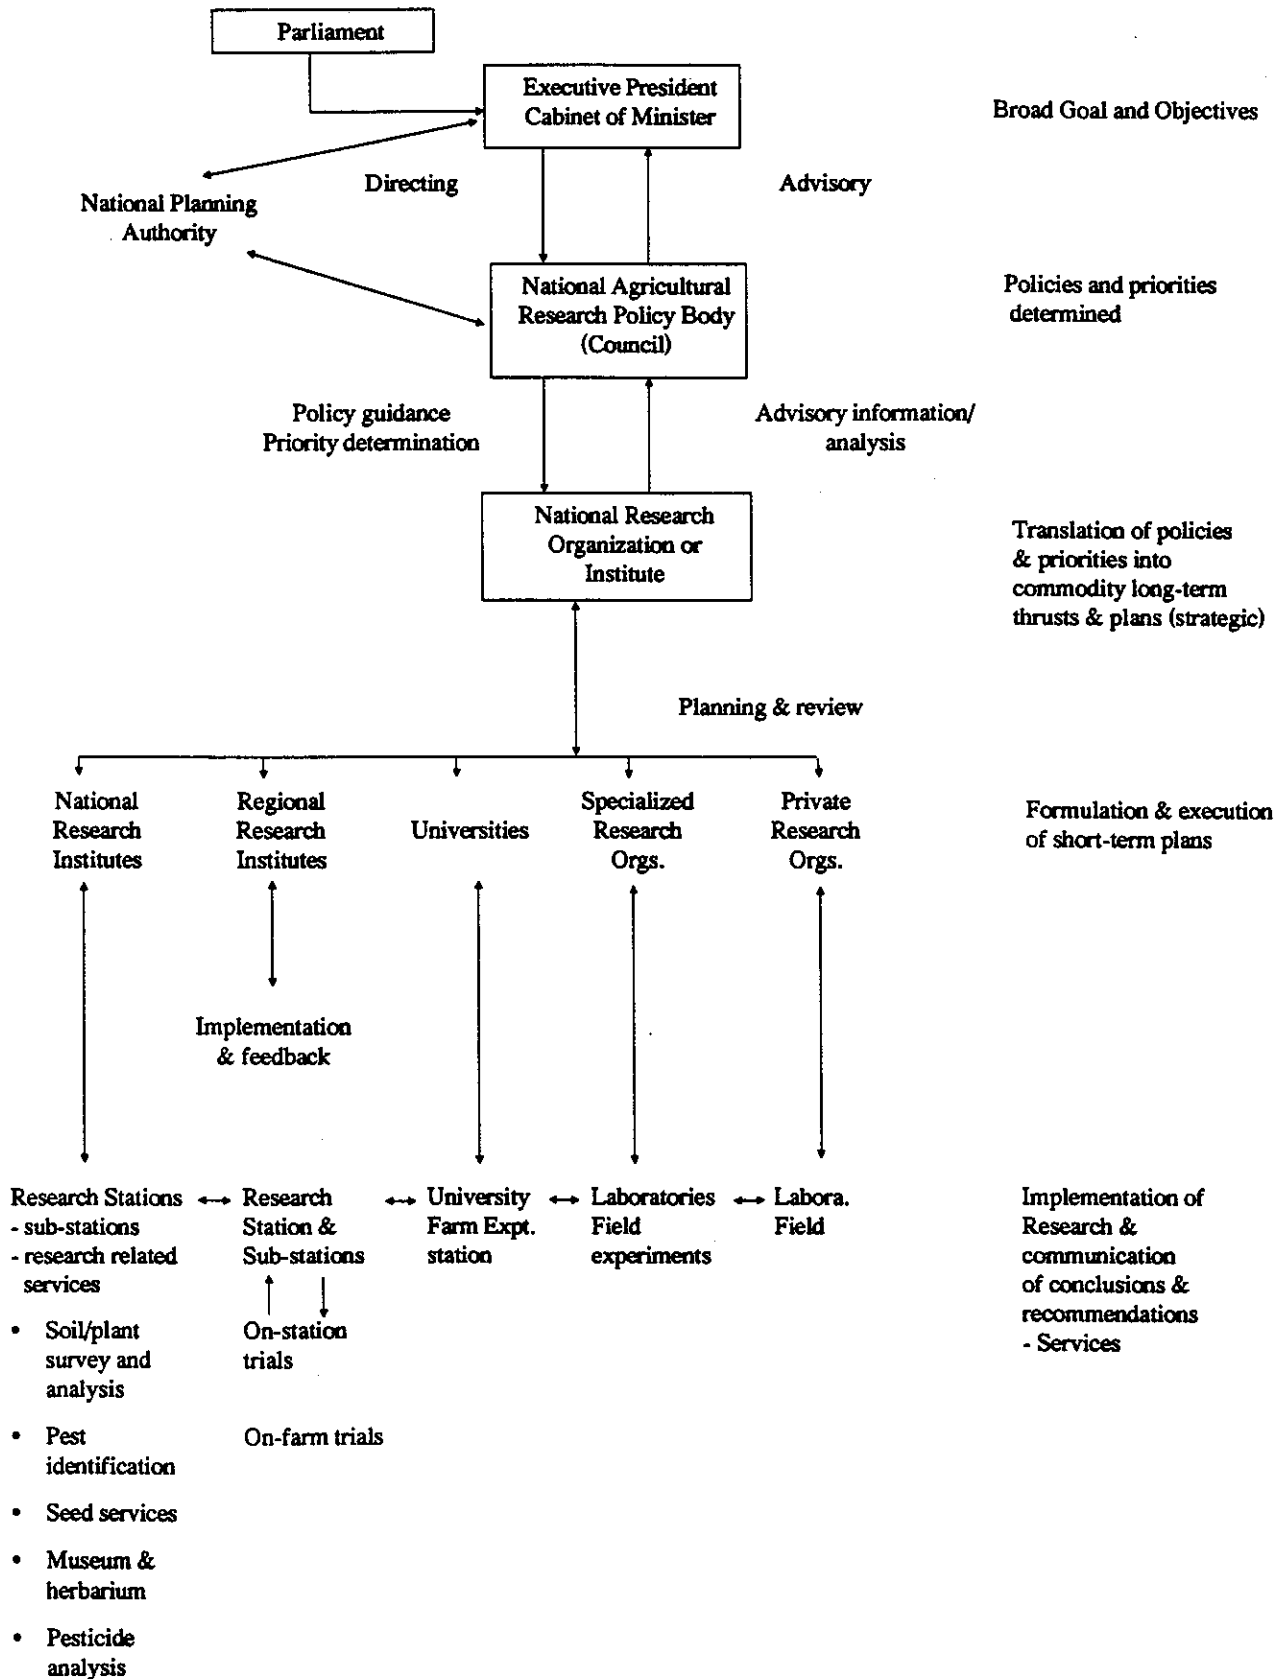 Parliament
Executive President
Cabinet of Minister
Broad Goal and Objectives
Directing
Advisory
National Planning
Authority
National Agricultural
Research Policy Body
(Council)
Policies and priorities
determined
Policy guidance
Priority determination
Advisory information/
analysis
National Research
Organization or
Institute
Translation of policies
& priorities into
commodity long-term
thrusts & plans (strategic)
Planning & review
National
Research
Institutes
Regional
Research
Institutes
Universities
Specialized
Research
Orgs.
Private
Research
Orgs.
Formulation & execution
of short-term plans
Implementation
& feedback
Research Stations
- sub-stations
- research related
services
Research
Station &
Sub-stations
University
Farm Expt.
station
Laboratories
Field
experiments
Labora.
Field
Implementation of
Research &
communication
of conclusions &
recommendations
- Services
• Soil/plant
survey and
analysis
On-station
trials
• Pest
identification
On-farm trials
• Seed services
• Museum &
herbarium
• Pesticide
analysis